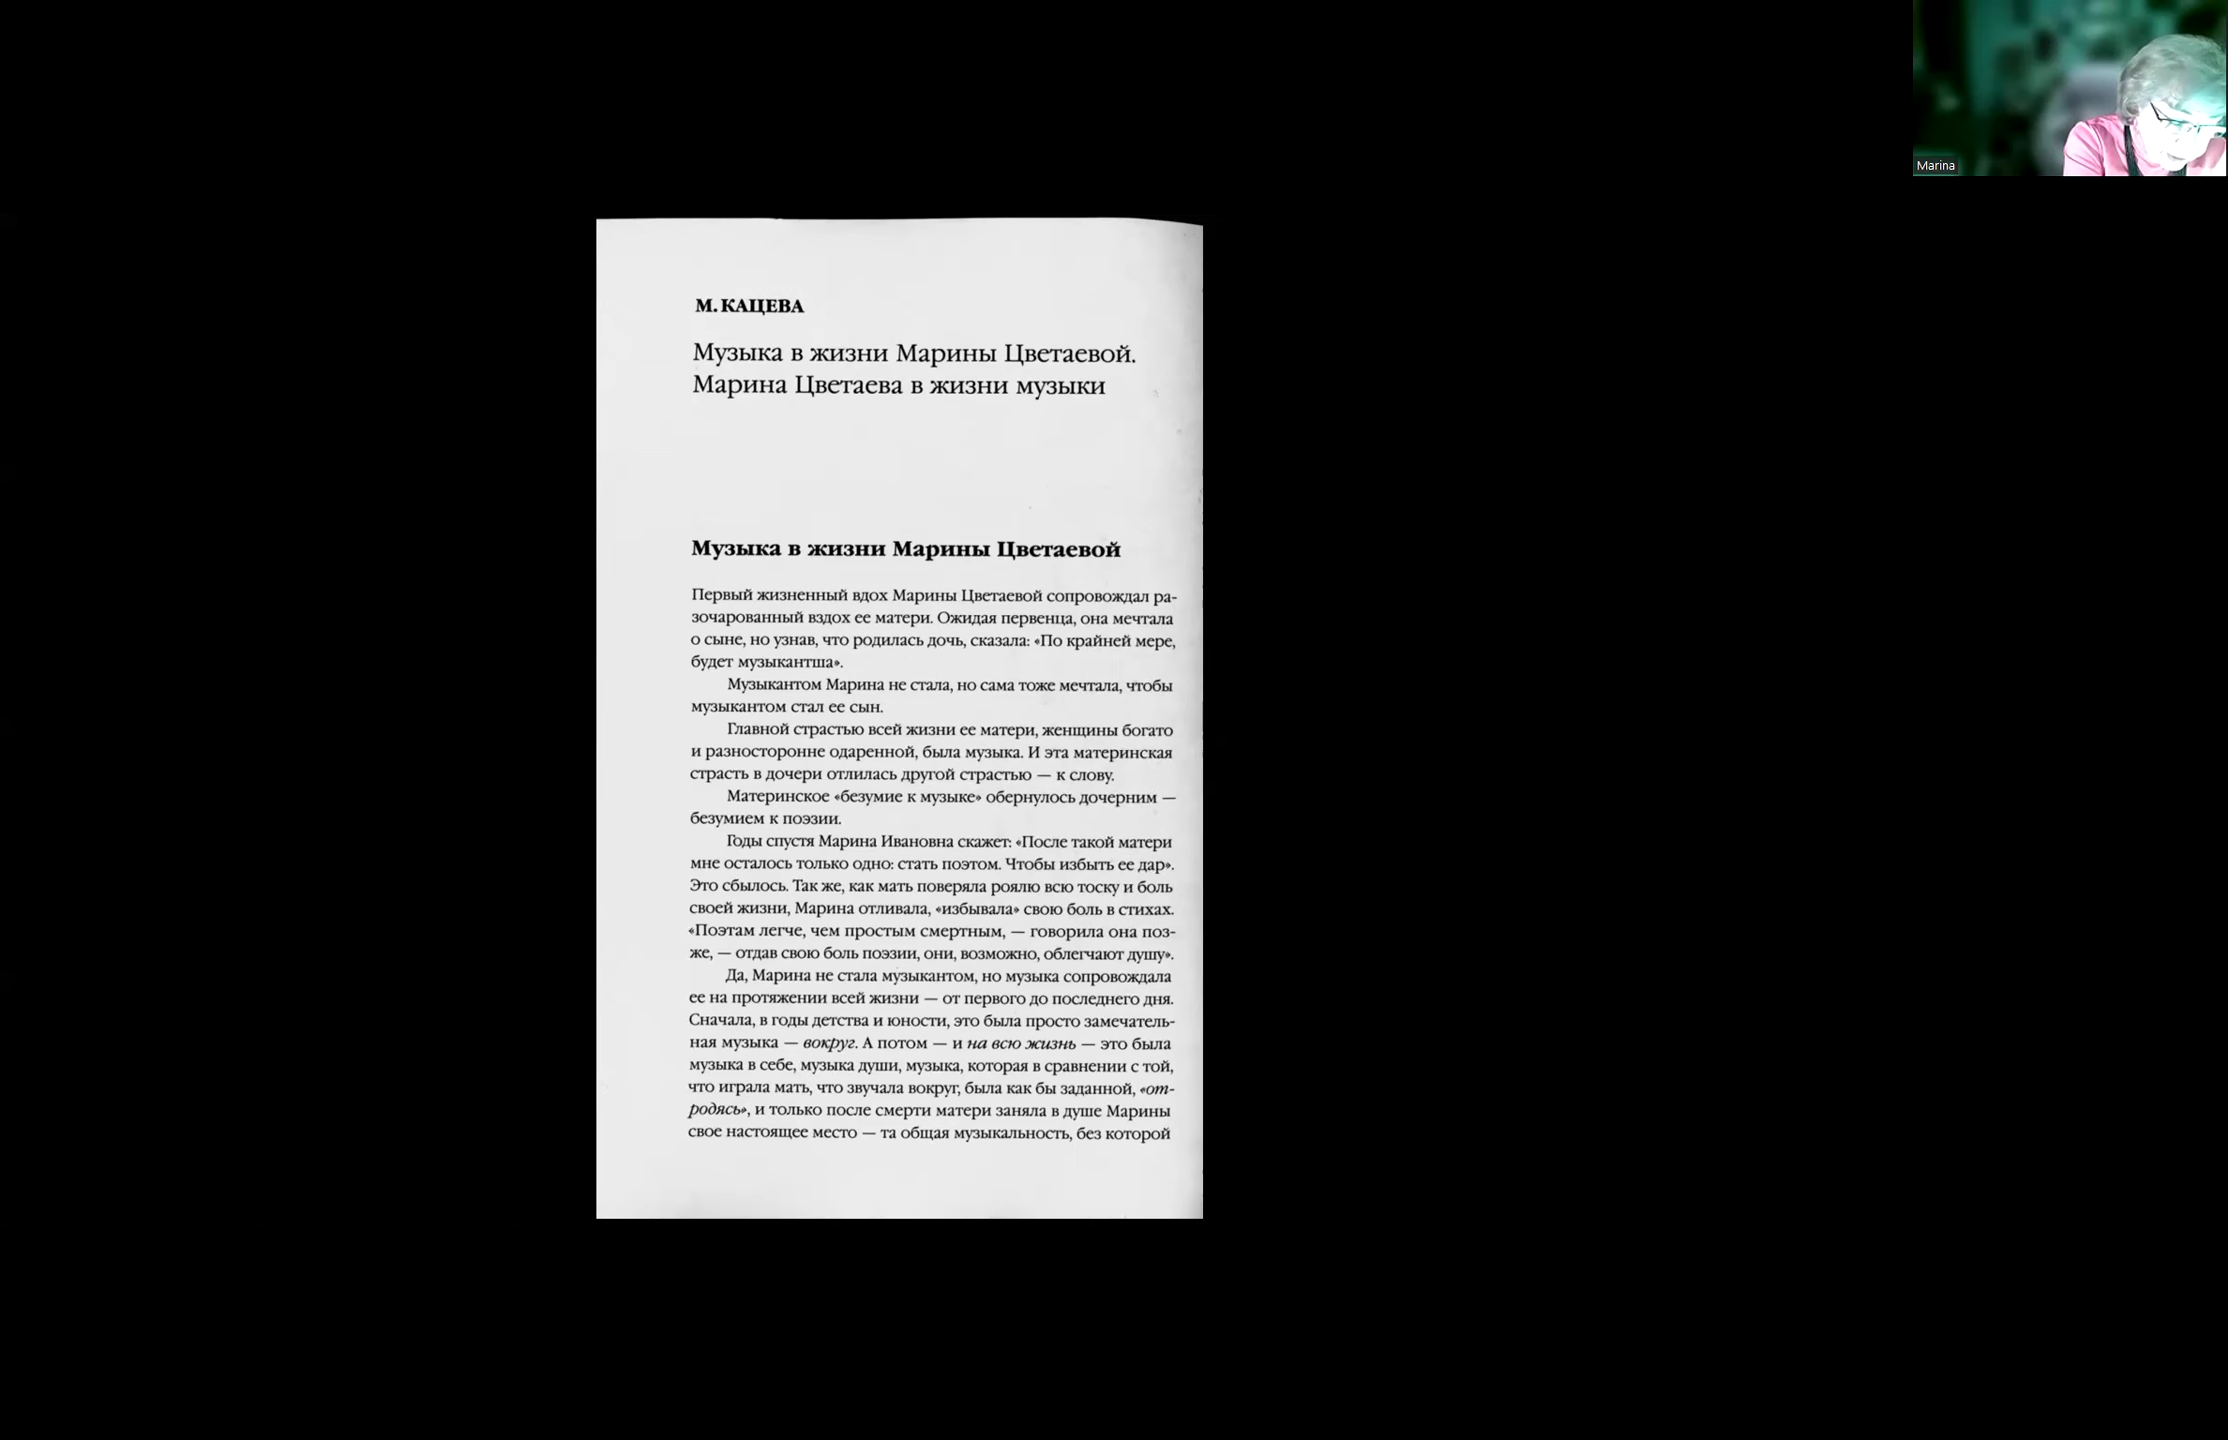 Marina
М. КАЦЕВА
Музыка в жизни Марины Цветаевой.
Марина Цветаева в жизни музыки
Музыка в жизни Марины Цветаевой
Первый жизненный вдох Марины Цветаевой сопровождал ра-
зочарованный вздох ее матери. Ожидая первенца, она мечтала
о сыне, но узнав, что родилась дочь, сказала: «По крайней мере,
будет музыкантша».
Музыкантом Марина не стала, но сама тоже мечтала, чтобы
музыкантом стал ее сын.
Главной страстью всей жизни ее матери, женщины богато
и разносторонне одаренной, была музыка. И эта материнская
страсть в дочери отлилась другой страстью — к слову.
Материнское «безумие к музыке» обернулось дочерним —
безумием к поэзии.
Годы спустя Марина Ивановна скажет: «После такой матери
мне осталось только одно: стать поэтом. Чтобы избыть ее дар».
Это сбылось. Так же, как мать поверяла роялю всю тоску и боль
своей жизни, Марина отливала, «избывала» свою боль в стихах.
«Поэтам легче, чем простым смертным, — говорила она поз-
же, — отдав свою боль поэзии, они, возможно, облегчают душу».
Да, Марина не стала музыкантом, но музыка сопровождала
ее на протяжении всей жизни — от первого до последнего дня.
Сначала, в годы детства и юности, это была просто замечатель-
ная музыка — вокруг. А потом — и на всю жизнь — это была
музыка в себе, музыка души, музыка, которая в сравнении с той,
что играла мать, что звучала вокруг, была как бы заданной, «от-
родясь», и только после смерти матери заняла в душе Марины
свое настоящее место — та общая музыкальность, без которой